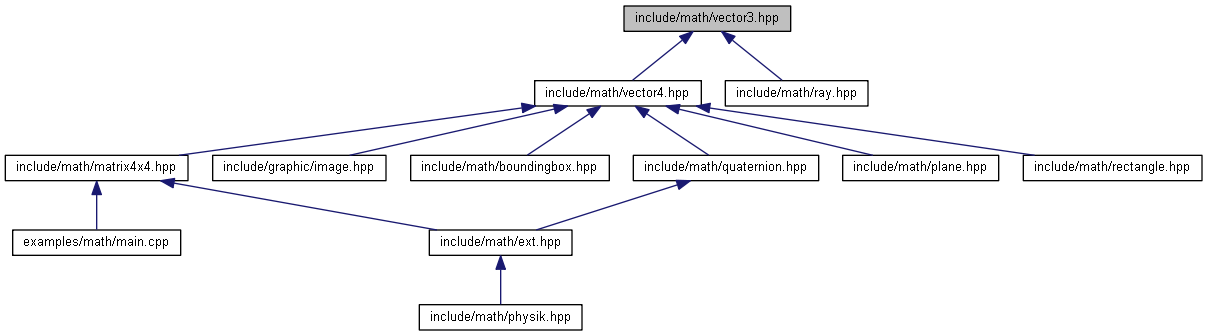 include/math/vector3.hpp
include/math/vector4.hpp
include/math/ray.hpp
include/math/matrix4x4.hpp
include/graphic/image.hpp
include/math/boundingbox.hpp
include/math/quaternion.hpp
include/math/plane.hpp
include/math/rectangle.hpp
examples/math/main.cpp
include/math/ext.hpp
include/math/physik.hpp